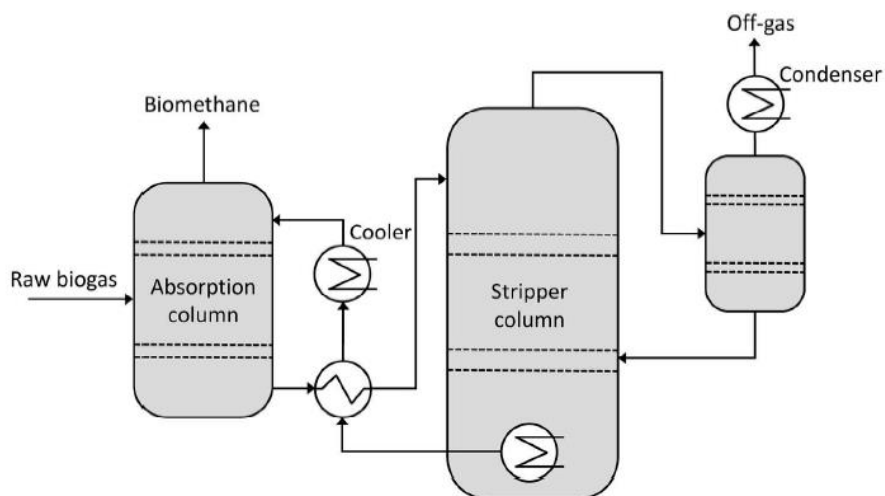 Off-gas
Condenser
Biomethane
Cooler
Raw biogas
Absorption
column
Stripper
column